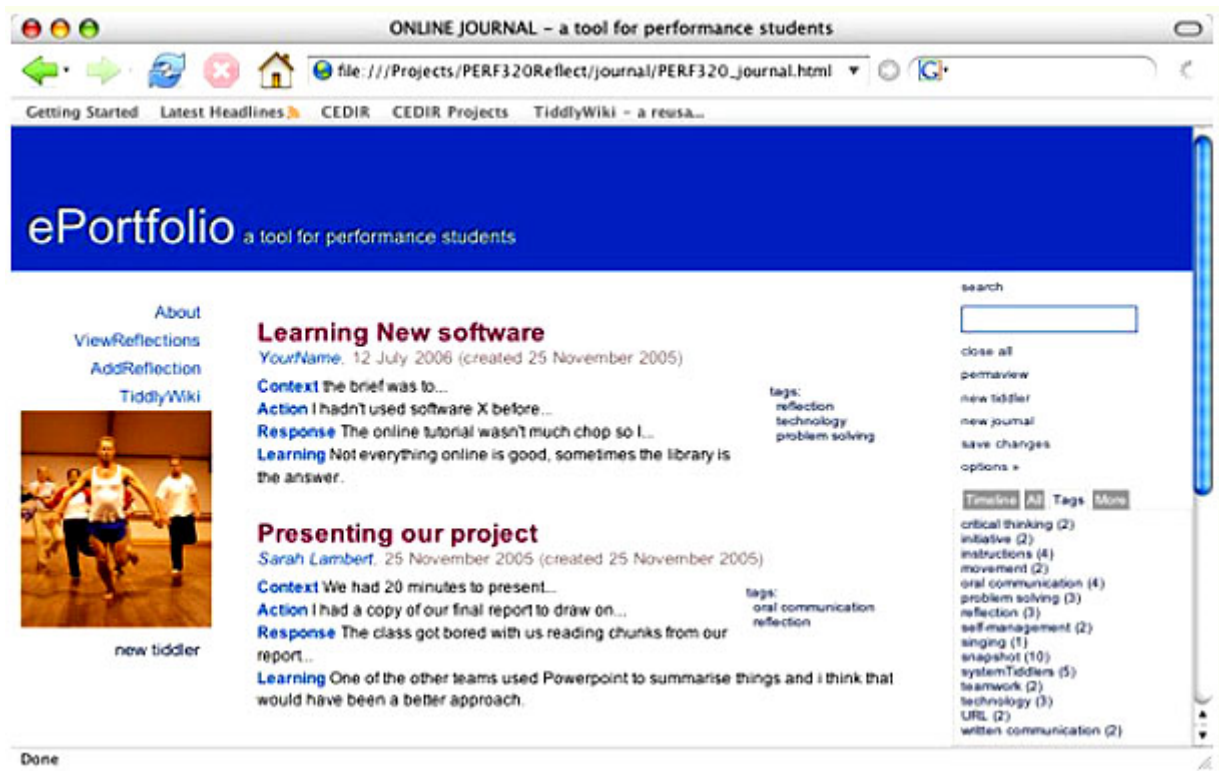 ONLINE JOURNAL – a tool for performance students
file:///Projects/PERF320Reflect/journal/PERF320_journal.html
Getting Started Latest Headlines CEDIR CEDIR Projects TiddlyWiki – a reusa...
ePortfolio a tool for performance students
About
ViewReflections
AddReflection
TiddlyWiki
new tiddler
Learning New software
YourName, 12 July 2006 (created 25 November 2005)
Context the brief was to...
Action I hadn't used software X before...
Response The online tutorial wasn't much chop so I...
Learning Not everything online is good, sometimes the library is
the answer.
tags:
reflection
technology
problem solving
Presenting our project
Sarah Lambert, 25 November 2005 (created 25 November 2005)
Context We had 20 minutes to present...
Action I had a copy of our final report to draw on...
Response The class got bored with us reading chunks from our
report...
Learning One of the other teams used Powerpoint to summarise things and i think that
would have been a better approach.
tags:
oral communication
reflection
search
close all
permaview
new tiddler
new journal
save changes
options »
Timeline All Tags More
critical thinking (2)
initiative (2)
instructions (4)
movement (2)
oral communication (4)
problem solving (3)
reflection (3)
self-management (2)
singing (1)
snapshot (10)
systemTiddlers (5)
teamwork (2)
technology (3)
URL (2)
written communication (2)
Done